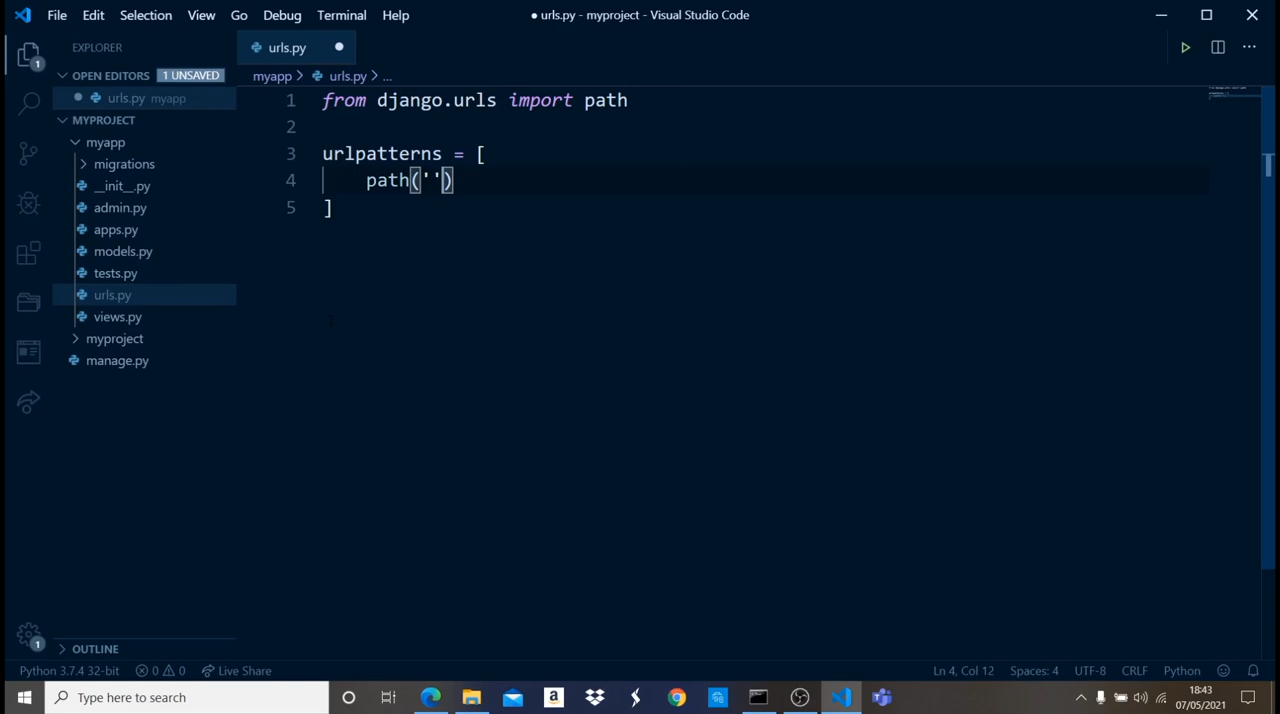 File Edit Selection View Go Debug Terminal Help
● urls.py - myproject - Visual Studio Code
EXPLORER
OPEN EDITORS 1 UNSAVED
urls.py myapp
MYPROJECT
myapp
migrations
__init__.py
admin.py
apps.py
models.py
tests.py
urls.py
views.py
myproject
manage.py
OUTLINE
1
1
urls.py
myapp > urls.py > ...
1 from django.urls import path
2
3 urlpatterns = [
4 path('')
5 ]
Python 3.7.4 32-bit 0 0 Live Share
Ln 4, Col 12 Spaces: 4 UTF-8 CRLF Python
Type here to search
18:43
07/05/2021